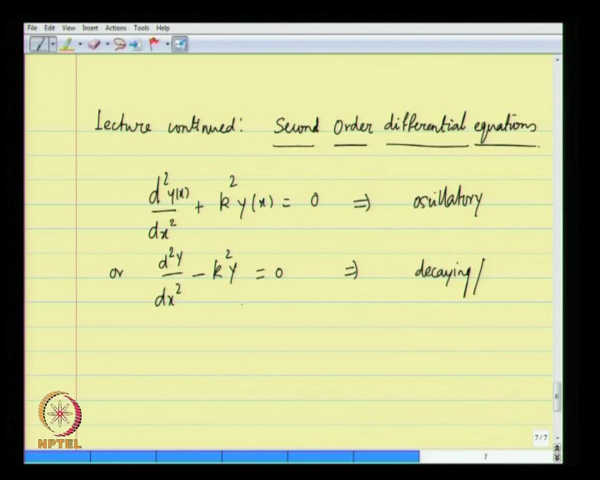 File Edit View Insert Actions Tools Help
Lecture continued: Second Order differential equations
d²y(x)/dx² + k² y(x) = 0 ⇒ oscillatory
or d²y/dx² - k²y = 0 ⇒ decaying/
NPTEL
7/7
7